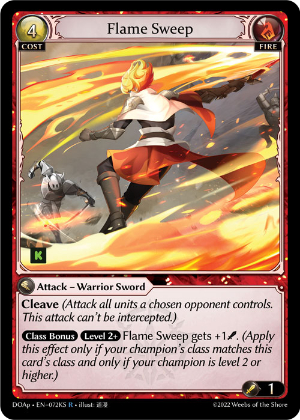 4
Flame Sweep
COST
FIRE
K
Attack – Warrior Sword
Cleave (Attack all units a chosen opponent controls.
This attack can't be intercepted.)
Class Bonus Level 2+ Flame Sweep gets +1. (Apply
this effect only if your champion's class matches this
card's class and only if your champion is level 2 or
higher.)
1
DOAp • EN-072KS R • illust:
©2022 Weebs of the Shore